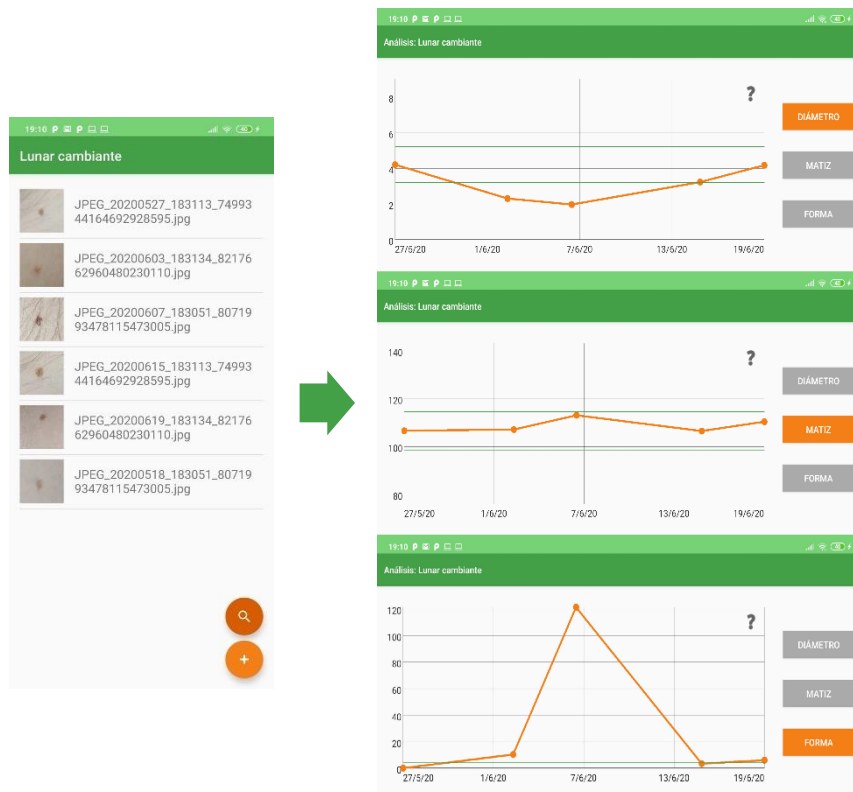 19:10
40
Lunar cambiante
JPEG_20200527_183113_74993
44164692928595.jpg
JPEG_20200603_183134_82176
62960480230110.jpg
JPEG_20200607_183051_80719
93478115473005.jpg
JPEG_20200615_183113_74993
44164692928595.jpg
JPEG_20200619_183134_82176
62960480230110.jpg
JPEG_20200518_183051_80719
93478115473005.jpg
+
19:10
40
Análisis: Lunar cambiante
8
6
4
2
0
27/5/20 1/6/20 7/6/20 13/6/20 19/6/20
?
DIÁMETRO
MATIZ
FORMA
19:10
40
Análisis: Lunar cambiante
140
120
100
80
27/5/20 1/6/20 7/6/20 13/6/20 19/6/20
?
DIÁMETRO
MATIZ
FORMA
19:10
40
Análisis: Lunar cambiante
120
100
80
60
40
20
0
27/5/20 1/6/20 7/6/20 13/6/20 19/6/20
?
DIÁMETRO
MATIZ
FORMA